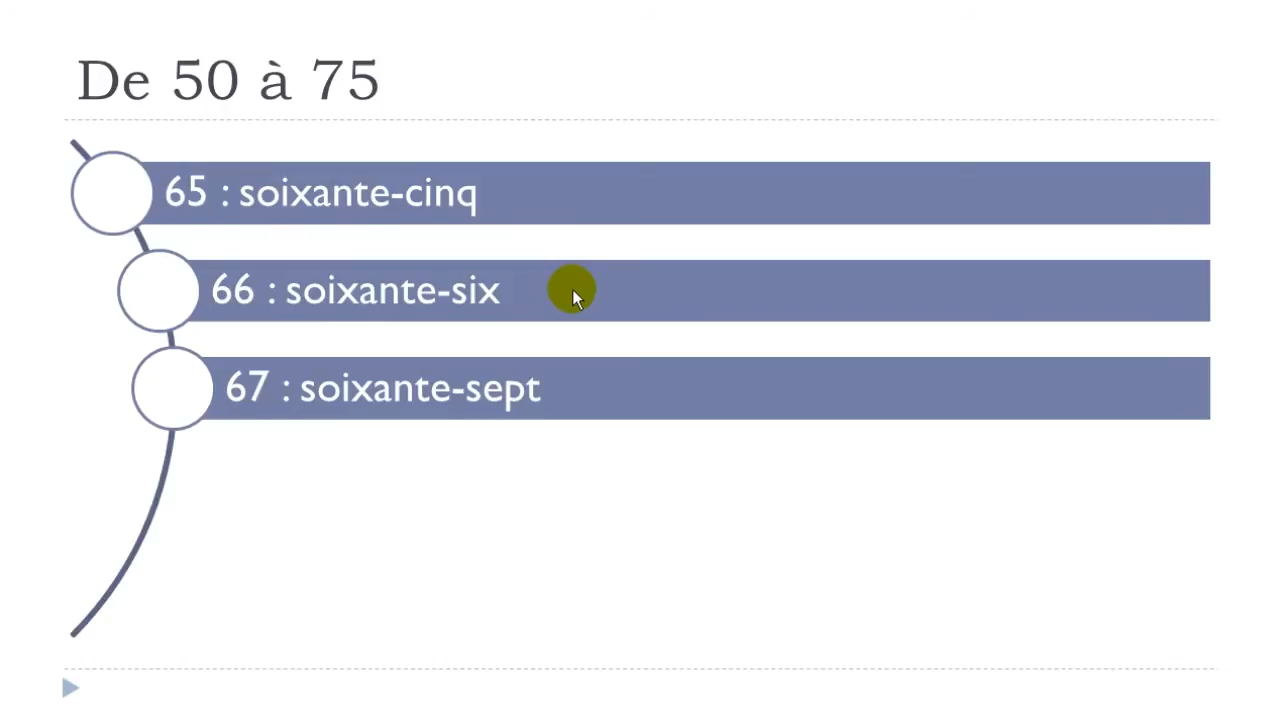 De 50 à 75
65 : soixante-cinq
66 : soixante-six
67 : soixante-sept